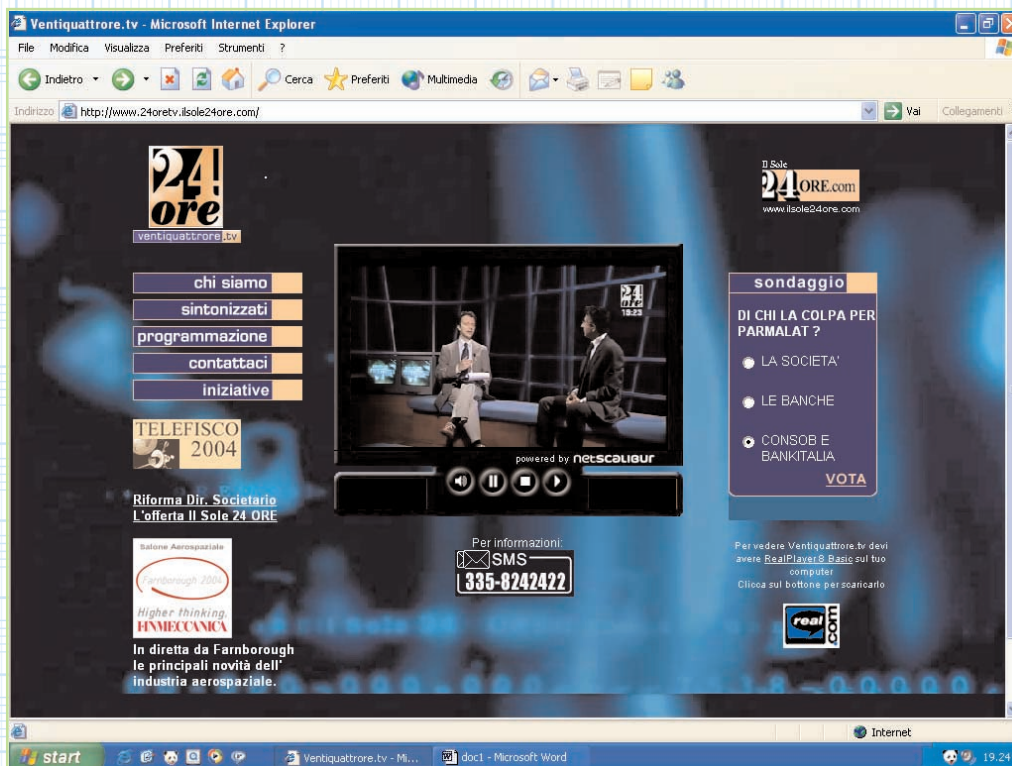 Ventiquattrore.tv - Microsoft Internet Explorer
File Modifica Visualizza Preferiti Strumenti ?
Indietro Cerca Preferiti Multimedia
Indirizzo http://www.24oretv.ilsole24ore.com/ Vai Collegamenti
24!
ore
ventiquattrore.tv
chi siamo
sintonizzati
programmazione
contattaci
iniziative
TELEFISCO
2004
Riforma Dir. Societario
L'offerta Il Sole 24 ORE
Salone Aerospaziale
Farnborough 2004
Higher thinking.
FINMECCANICA
In diretta da Farnborough
le principali novità dell'
industria aerospaziale.
24!
ore
19:23
powered by netscalibur
Per informazioni:
SMS
335-8242422
Il Sole
24 ORE.com
www.ilsole24ore.com
sondaggio
DI CHI LA COLPA PER
PARMALAT ?
LA SOCIETA'
LE BANCHE
CONSOB E
BANKITALIA
VOTA
Per vedere Ventiquattrore.tv devi
avere RealPlayer8 Basic sul tuo
computer
Clicca sul bottone per scaricarlo
real
.com
Internet
start Ventiquattrore.tv - Mi... doc1 - Microsoft Word 19.24